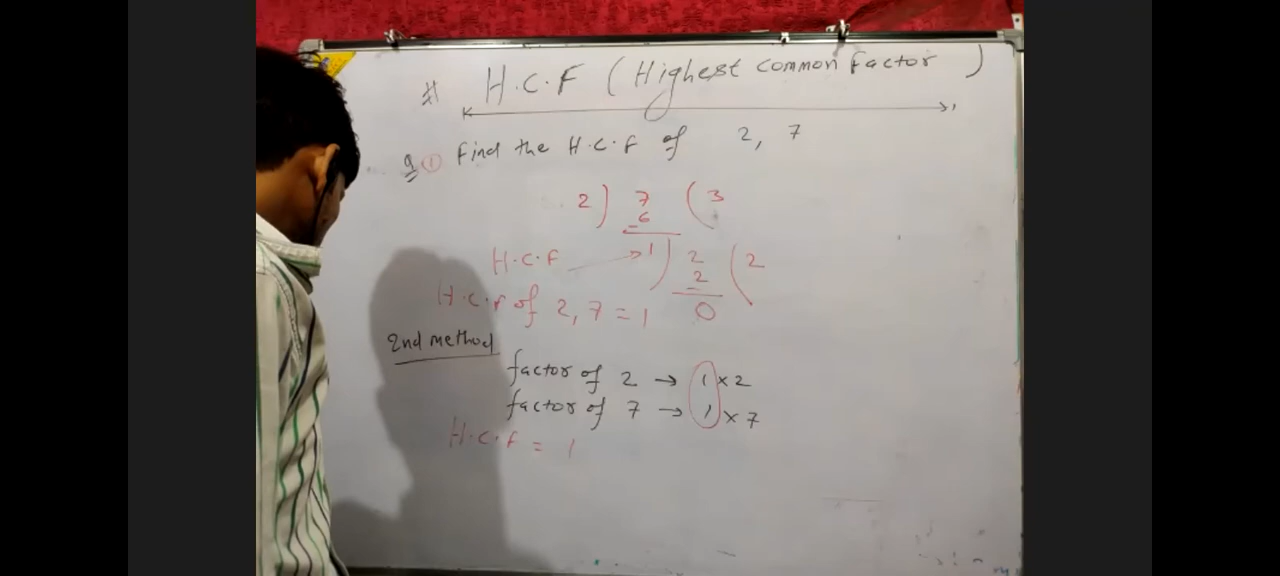 # H.C.F ( Highest common factor )
Q ① Find the H.C.F of 2, 7
2 ) 7 ( 3
- 6
H.C.F → 1 ) 2 ( 2
- 2
0
H.C.F of 2, 7 = 1
2nd method
factor of 2 → 1 × 2
factor of 7 → 1 × 7
H.C.F = 1